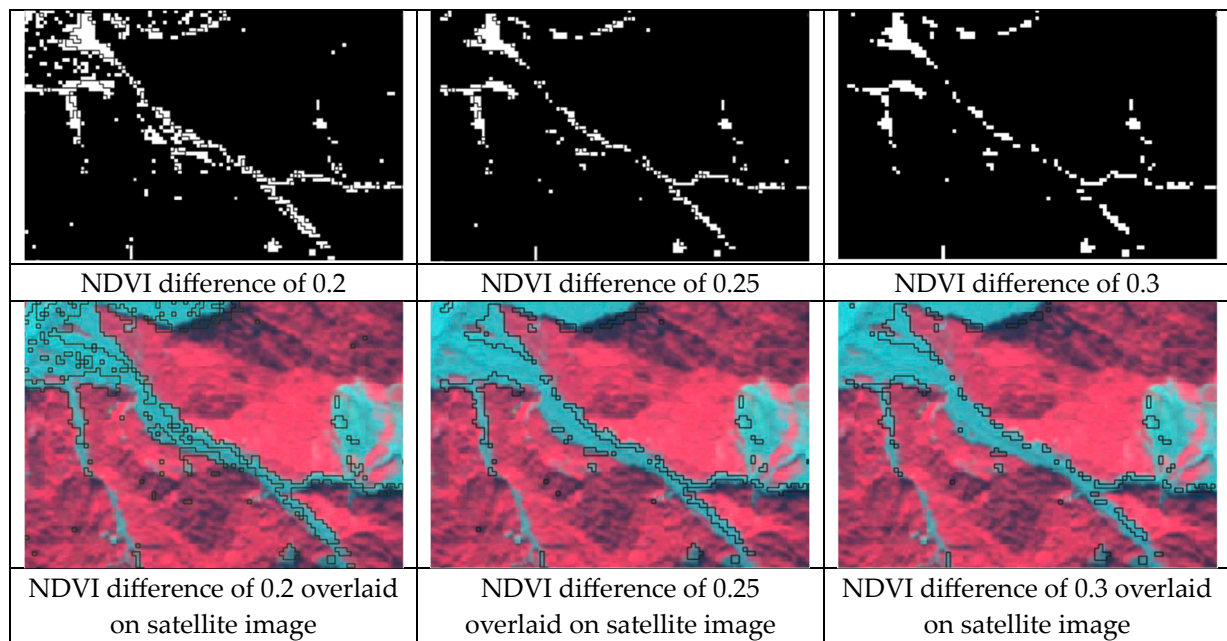 NDVI difference of 0.2
NDVI difference of 0.25
NDVI difference of 0.3
NDVI difference of 0.2 overlaid
on satellite image
NDVI difference of 0.25
overlaid on satellite image
NDVI difference of 0.3 overlaid
on satellite image